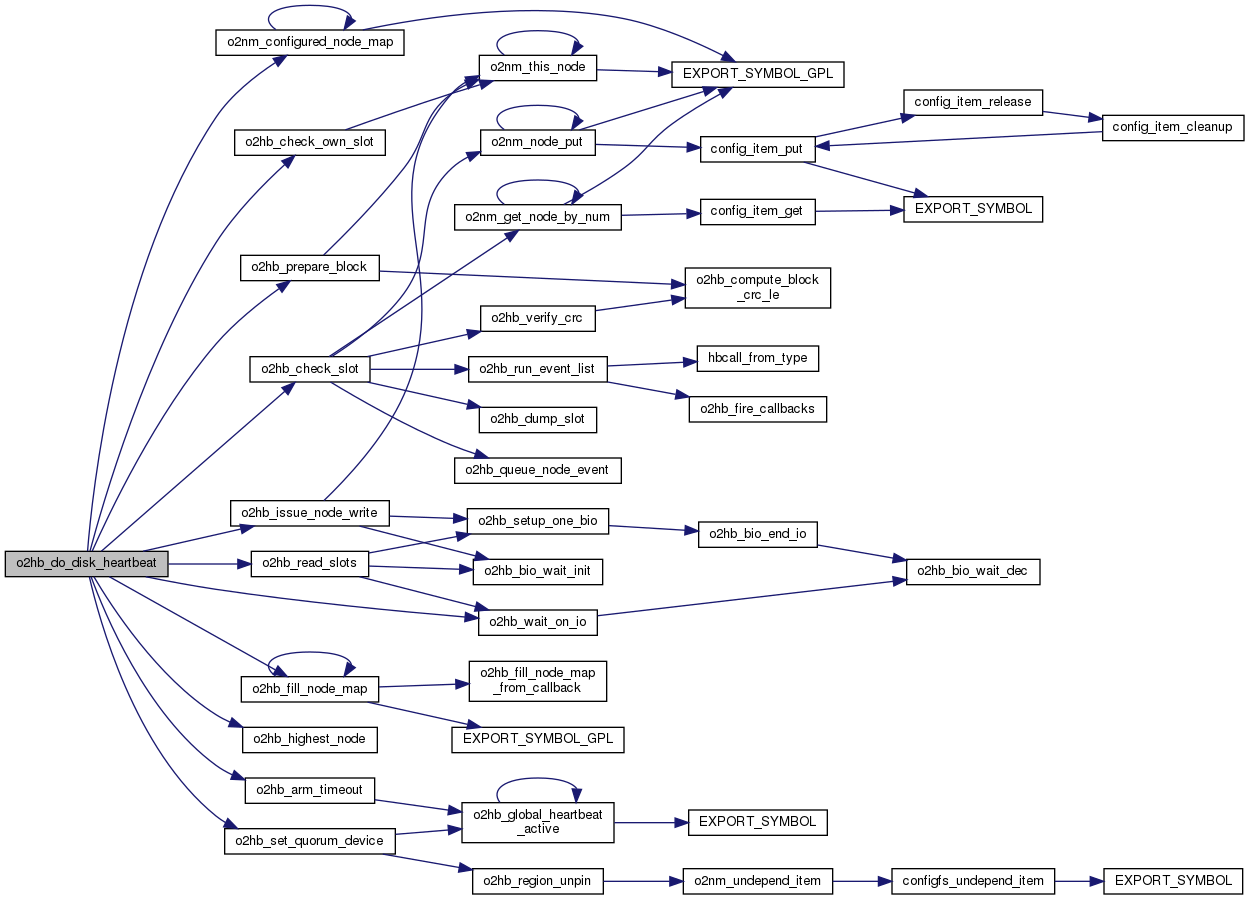 o2nm_configured_node_map
o2nm_this_node
EXPORT_SYMBOL_GPL
config_item_release
config_item_cleanup
o2hb_check_own_slot
o2nm_node_put
config_item_put
o2nm_get_node_by_num
config_item_get
EXPORT_SYMBOL
o2hb_prepare_block
o2hb_compute_block
_crc_le
o2hb_verify_crc
o2hb_check_slot
o2hb_run_event_list
hbcall_from_type
o2hb_dump_slot
o2hb_fire_callbacks
o2hb_queue_node_event
o2hb_issue_node_write
o2hb_setup_one_bio
o2hb_bio_end_io
o2hb_do_disk_heartbeat
o2hb_read_slots
o2hb_bio_wait_init
o2hb_bio_wait_dec
o2hb_wait_on_io
o2hb_fill_node_map
o2hb_fill_node_map
_from_callback
o2hb_highest_node
EXPORT_SYMBOL_GPL
o2hb_arm_timeout
o2hb_global_heartbeat
_active
EXPORT_SYMBOL
o2hb_set_quorum_device
o2hb_region_unpin
o2nm_undepend_item
configfs_undepend_item
EXPORT_SYMBOL